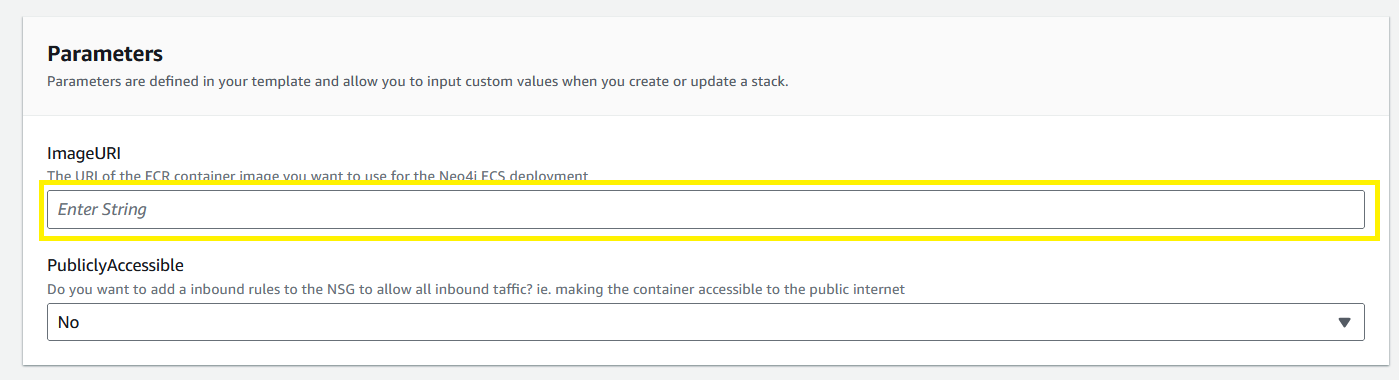 Parameters
Parameters are defined in your template and allow you to input custom values when you create or update a stack.
ImageURI
The URI of the ECR container image you want to use for the Neo4j ECS deployment
Enter String
PubliclyAccessible
Do you want to add a inbound rules to the NSG to allow all inbound taffic? ie. making the container accessible to the public internet
No